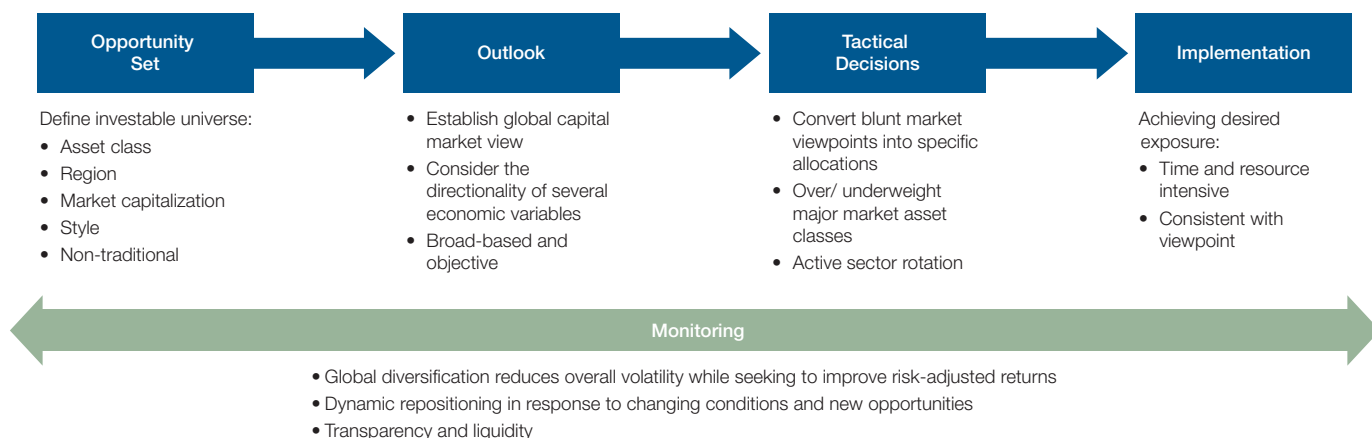 Opportunity
Set
Outlook
Tactical
Decisions
Implementation
Define investable universe:
• Asset class
• Region
• Market capitalization
• Style
• Non-traditional
• Establish global capital
market view
• Consider the
directionality of several
economic variables
• Broad-based and
objective
• Convert blunt market
viewpoints into specific
allocations
• Over/ underweight
major market asset
classes
• Active sector rotation
Achieving desired
exposure:
• Time and resource
intensive
• Consistent with
viewpoint
Monitoring
• Global diversification reduces overall volatility while seeking to improve risk-adjusted returns
• Dynamic repositioning in response to changing conditions and new opportunities
• Transparency and liquidity